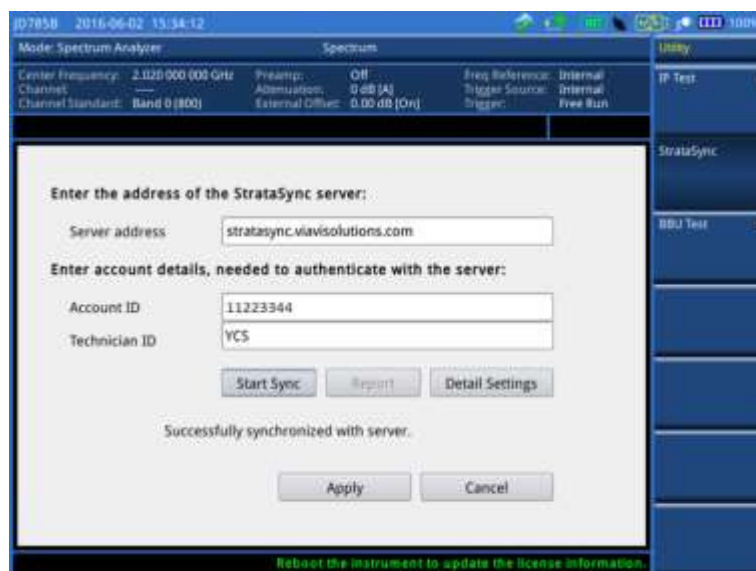 JD785B 2016-06-02 15:34:12 100%
Mode: Spectrum Analyzer Spectrum Utility
Center Frequency: 2.020 000 000 GHz Preamp: Off Freq Reference: Internal
Channel: ---- Attenuation: 0 dB [A] Trigger Source: Internal
Channel Standard: Band 0 [800] External Offset: 0.00 dB [On] Trigger: Free Run
IP Test
StrataSync
BBU Test
Enter the address of the StrataSync server:
Server address stratasync.viavisolutions.com
Enter account details, needed to authenticate with the server:
Account ID 11223344
Technician ID YCS
Start Sync Report Detail Settings
Successfully synchronized with server.
Apply Cancel
Reboot the instrument to update the license information.